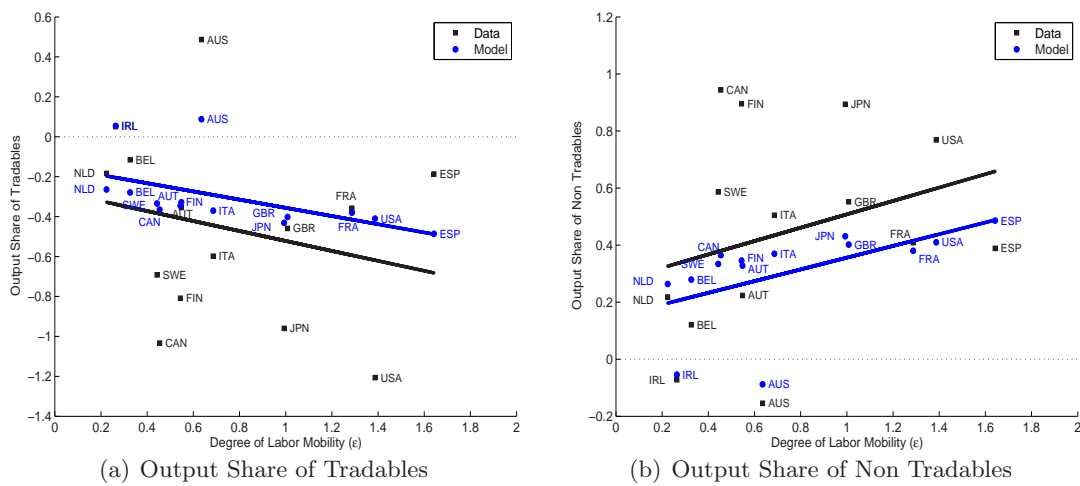 0.6
0.4
0.2
0
−0.2
−0.4
−0.6
−0.8
−1
−1.2
−1.4
Output Share of Tradables
0 0.2 0.4 0.6 0.8 1 1.2 1.4 1.6 1.8 2
Degree of Labor Mobility (ε)
Data
Model
AUS
AUS
IRL
BEL
NLD
NLD
BEL
AUT
FIN
SWE
AUT
CAN
ITA
GBR
JPN
GBR
FRA
FRA
USA
ESP
ESP
ITA
SWE
FIN
CAN
JPN
USA
(a) Output Share of Tradables
1.2
1
0.8
0.6
0.4
0.2
0
−0.2
Output Share of Non Tradables
0 0.2 0.4 0.6 0.8 1 1.2 1.4 1.6 1.8 2
Degree of Labor Mobility (ε)
Data
Model
CAN
FIN
JPN
USA
SWE
GBR
ITA
CAN
SWE
FIN
AUT
ITA
JPN
GBR
FRA
FRA
USA
ESP
ESP
NLD
NLD
BEL
AUT
BEL
IRL
IRL
AUS
AUS
(b) Output Share of Non Tradables